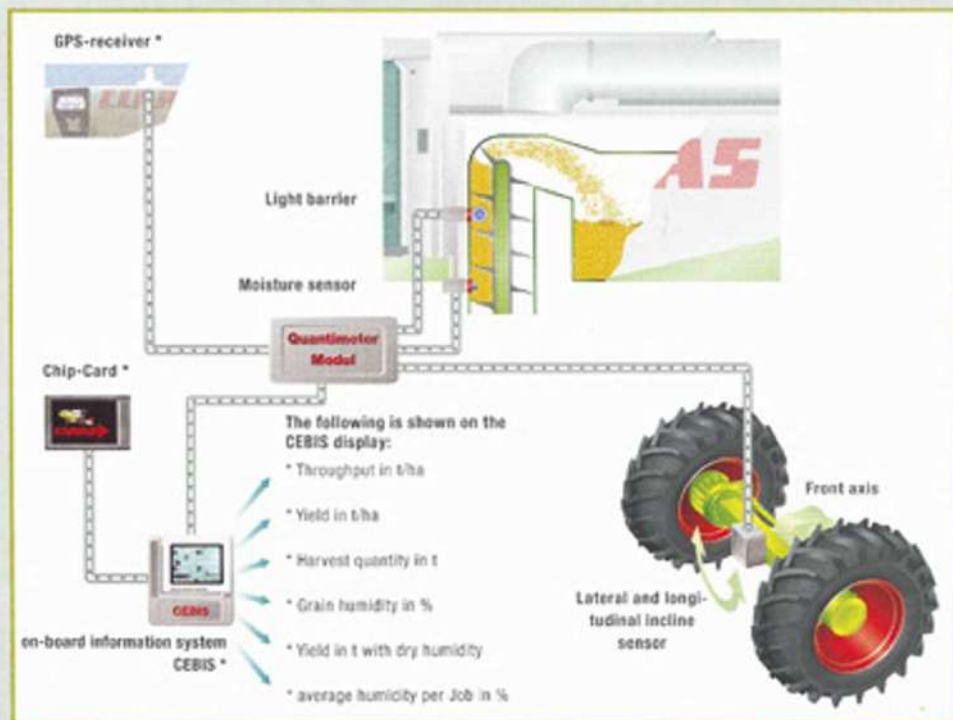 GPS-receiver *
AS
Light barrier
Moisture sensor
Quantimeter
Modul
Chip-Card *
The following is shown on the
CEBIS display:
* Throughput in t/ha
* Yield in t/ha
* Harvest quantity in t
* Grain humidity in %
* Yield in t with dry humidity
* average humidity per Job in %
CEBIS
on-board information system
CEBIS *
Front axis
Lateral and longi-
tudinal incline
sensor